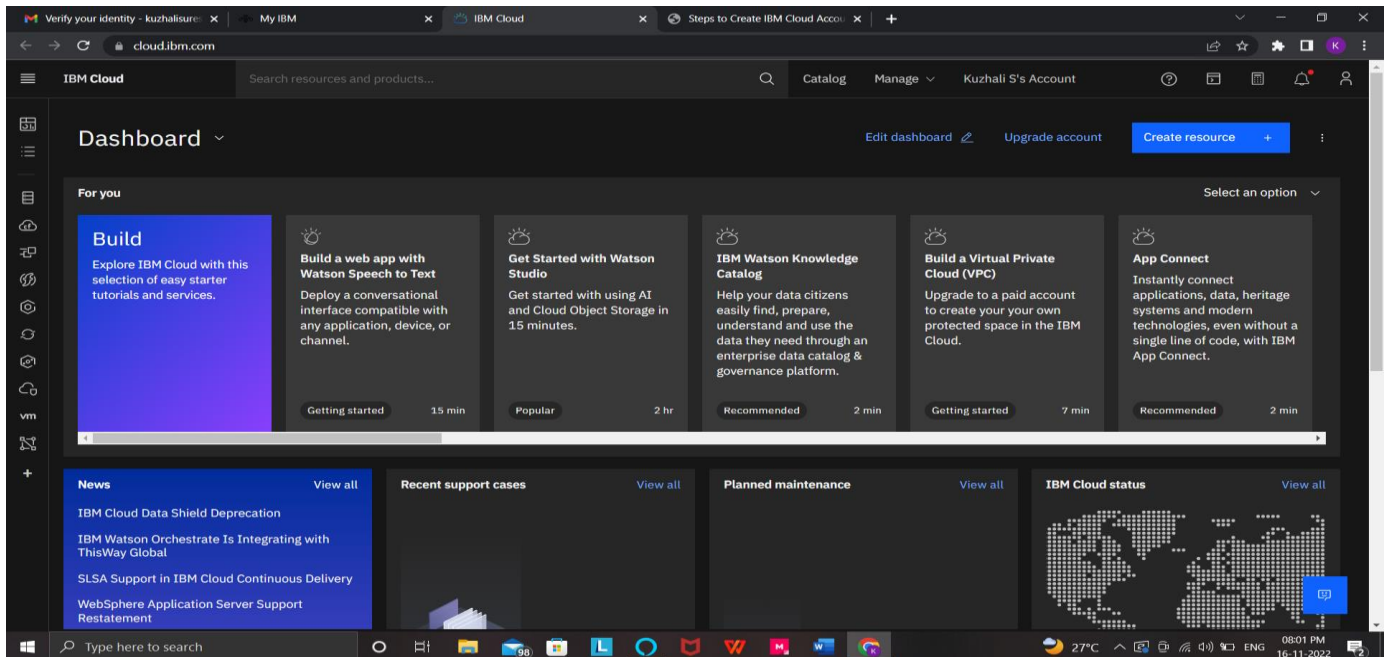 Verify your identity - kuzhalisures
My IBM
IBM Cloud
Steps to Create IBM Cloud Accou
cloud.ibm.com
K
IBM Cloud
Search resources and products...
Catalog
Manage
Kuzhali S's Account
Dashboard
Edit dashboard
Upgrade account
Create resource +
For you
Select an option
Build
Explore IBM Cloud with this
selection of easy starter
tutorials and services.
Build a web app with
Watson Speech to Text
Deploy a conversational
interface compatible with
any application, device, or
channel.
Getting started
15 min
Get Started with Watson
Studio
Get started with using AI
and Cloud Object Storage in
15 minutes.
Popular
2 hr
IBM Watson Knowledge
Catalog
Help your data citizens
easily find, prepare,
understand and use the
data they need through an
enterprise data catalog &
governance platform.
Recommended
2 min
Build a Virtual Private
Cloud (VPC)
Upgrade to a paid account
to create your your own
protected space in the IBM
Cloud.
Getting started
7 min
App Connect
Instantly connect
applications, data, heritage
systems and modern
technologies, even without a
single line of code, with IBM
App Connect.
Recommended
2 min
vm
News
View all
IBM Cloud Data Shield Deprecation
IBM Watson Orchestrate Is Integrating with
ThisWay Global
SLSA Support in IBM Cloud Continuous Delivery
WebSphere Application Server Support
Restatement
Recent support cases
View all
Planned maintenance
View all
IBM Cloud status
View all
Type here to search
98
L
27°C
ENG
08:01 PM
16-11-2022
2